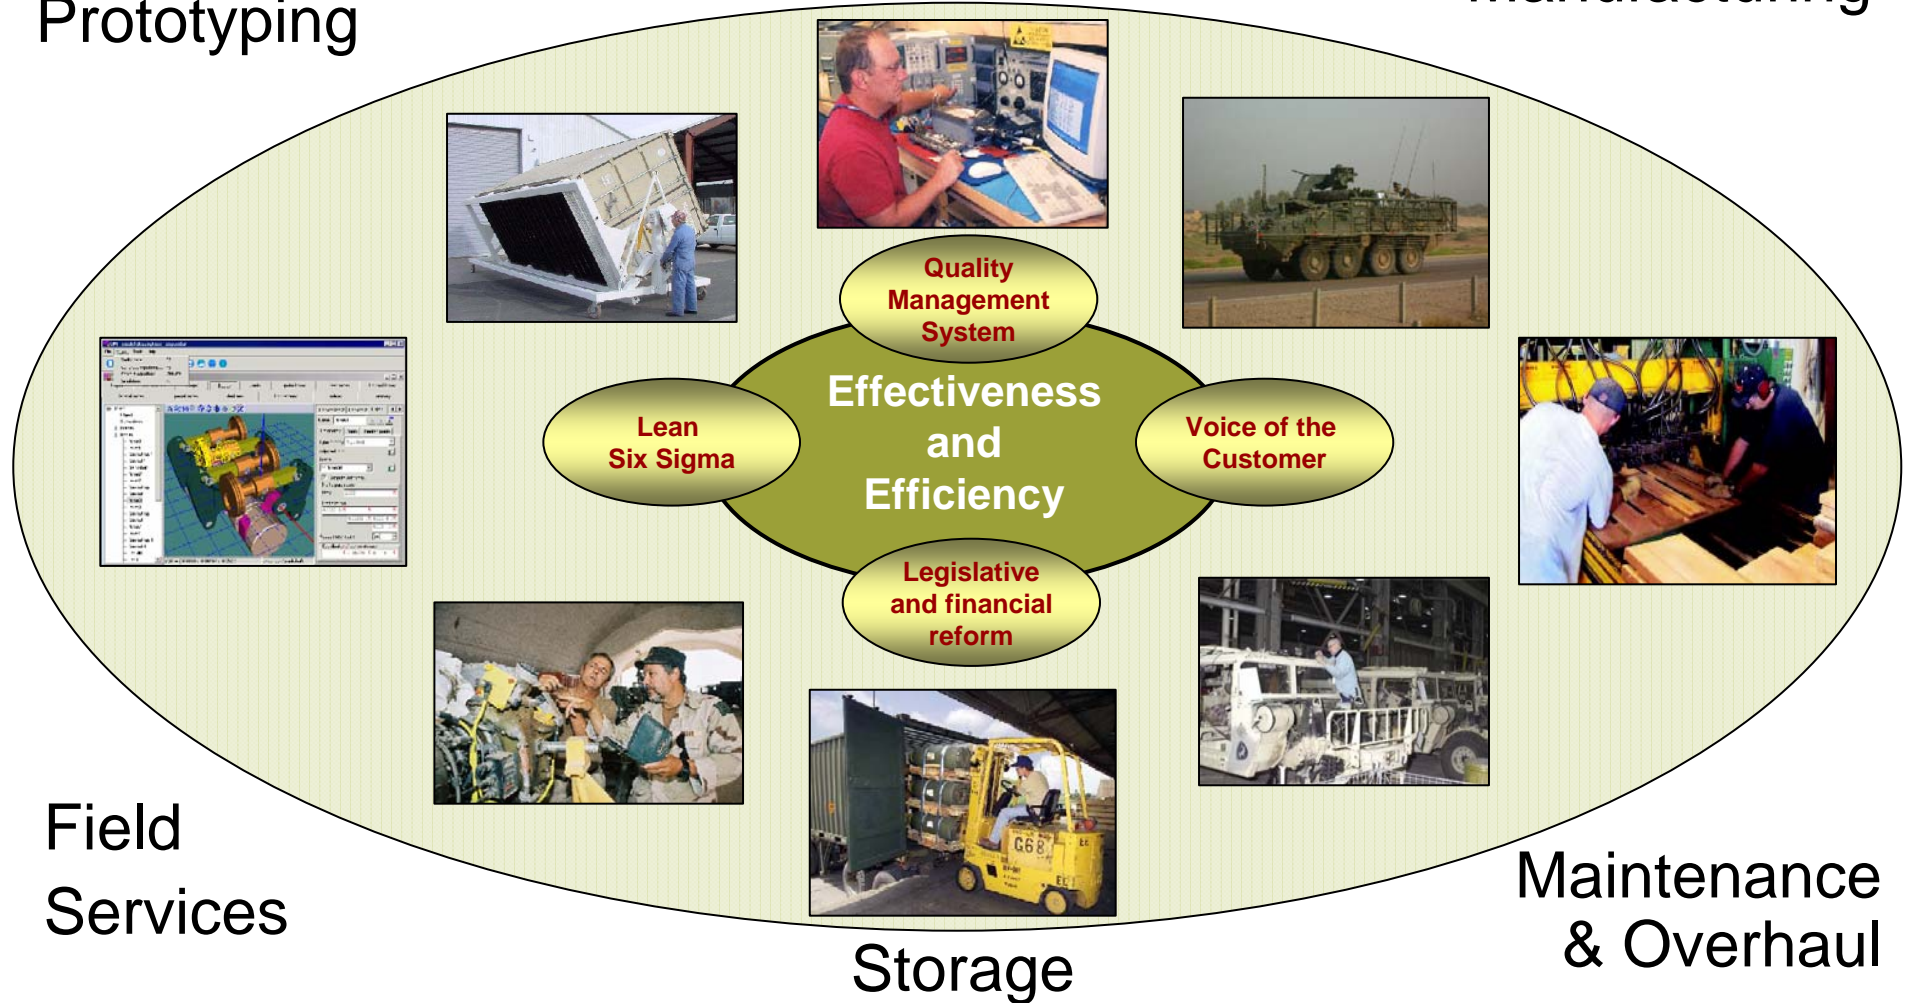 Prototyping
Manufacturing
Quality
Management
System
Effectiveness
and
Efficiency
Lean
Six Sigma
Voice of the
Customer
Legislative
and financial
reform
G68
Field
Services
Maintenance
& Overhaul
Storage